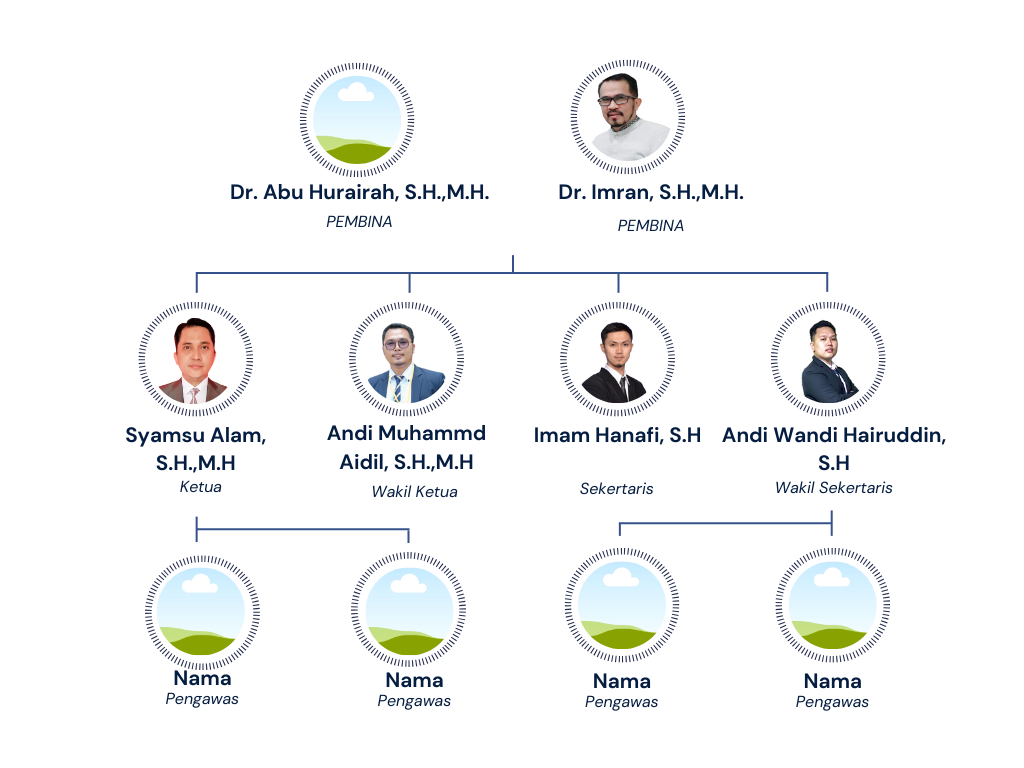 Dr. Abu Hurairah, S.H.,M.H.
PEMBINA
Dr. Imran, S.H.,M.H.
PEMBINA
Syamsu Alam,
S.H.,M.H
Ketua
Andi Muhammd
Aidil, S.H.,M.H
Wakil Ketua
Imam Hanafi, S.H
Sekertaris
Andi Wandi Hairuddin,
S.H
Wakil Sekertaris
Nama
Pengawas
Nama
Pengawas
Nama
Pengawas
Nama
Pengawas